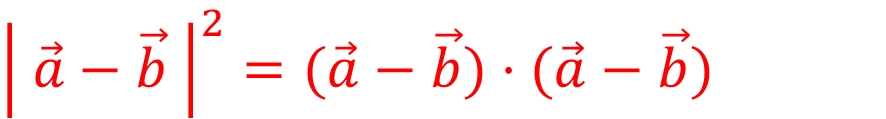 | a⃗ − b⃗ |² = (a⃗ − b⃗) · (a⃗ − b⃗)